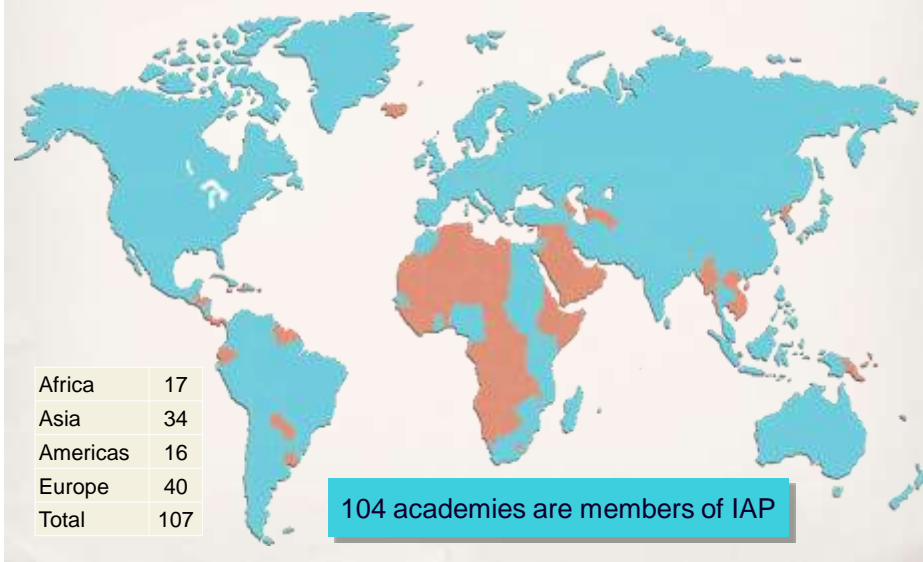 Africa 17
Asia 34
Americas 16
Europe 40
Total 107
104 academies are members of IAP